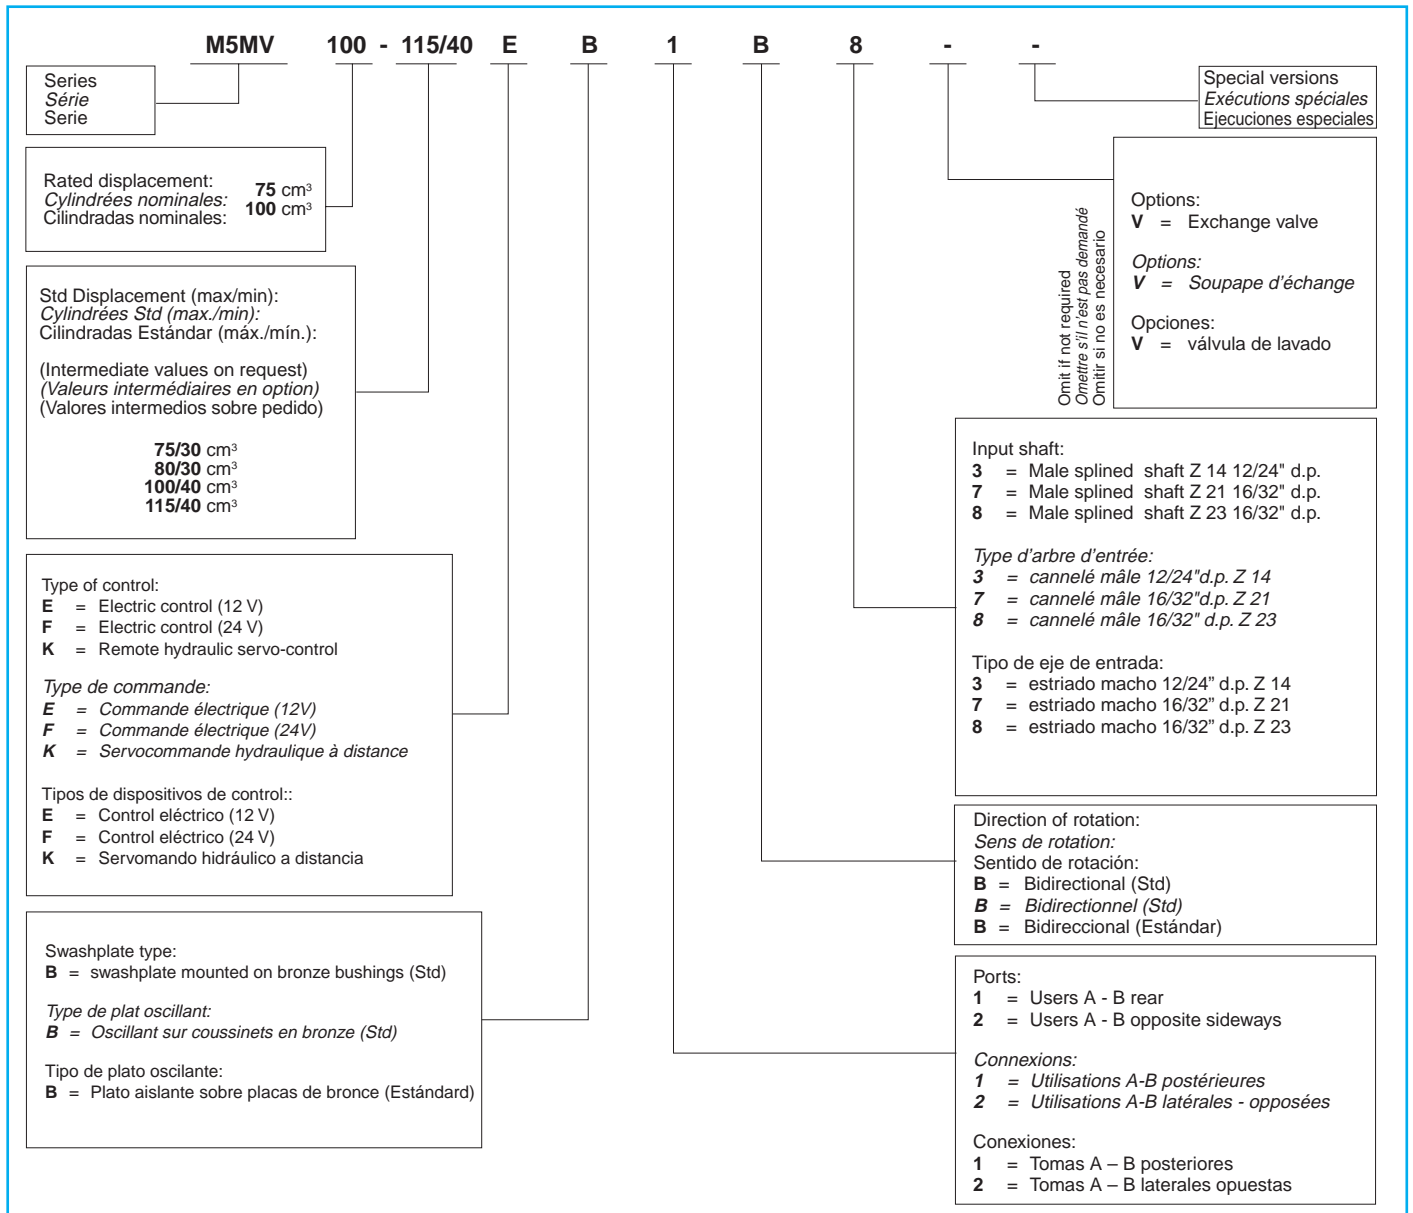 M5MV 100 - 115/40 E B 1 B 8 - -
Series
Série
Serie
Special versions
Exécutions spéciales
Ejecuciones especiales
Rated displacement:
Cylindrées nominales:
Cilindradas nominales:
75 cm³
100 cm³
Omit if not required
Omettre s'il n'est pas demandé
Omitir si no es necesario
Options:
V = Exchange valve
Options:
V = Soupape d'échange
Opciones:
V = válvula de lavado
Std Displacement (max/min):
Cylindrées Std (max./min):
Cilindradas Estándar (máx./mín.):
(Intermediate values on request)
(Valeurs intermédiaires en option)
(Valores intermedios sobre pedido)
75/30 cm³
80/30 cm³
100/40 cm³
115/40 cm³
Input shaft:
3 = Male splined shaft Z 14 12/24" d.p.
7 = Male splined shaft Z 21 16/32" d.p.
8 = Male splined shaft Z 23 16/32" d.p.
Type d'arbre d'entrée:
3 = cannelé mâle 12/24"d.p. Z 14
7 = cannelé mâle 16/32"d.p. Z 21
8 = cannelé mâle 16/32" d.p. Z 23
Tipo de eje de entrada:
3 = estriado macho 12/24” d.p. Z 14
7 = estriado macho 16/32” d.p. Z 21
8 = estriado macho 16/32” d.p. Z 23
Type of control:
E = Electric control (12 V)
F = Electric control (24 V)
K = Remote hydraulic servo-control
Type de commande:
E = Commande électrique (12V)
F = Commande électrique (24V)
K = Servocommande hydraulique à distance
Tipos de dispositivos de control::
E = Control eléctrico (12 V)
F = Control eléctrico (24 V)
K = Servomando hidráulico a distancia
Direction of rotation:
Sens de rotation:
Sentido de rotación:
B = Bidirectional (Std)
B = Bidirectionnel (Std)
B = Bidireccional (Estándar)
Swashplate type:
B = swashplate mounted on bronze bushings (Std)
Type de plat oscillant:
B = Oscillant sur coussinets en bronze (Std)
Tipo de plato oscilante:
B = Plato aislante sobre placas de bronce (Estándard)
Ports:
1 = Users A - B rear
2 = Users A - B opposite sideways
Connexions:
1 = Utilisations A-B postérieures
2 = Utilisations A-B latérales - opposées
Conexiones:
1 = Tomas A – B posteriores
2 = Tomas A – B laterales opuestas